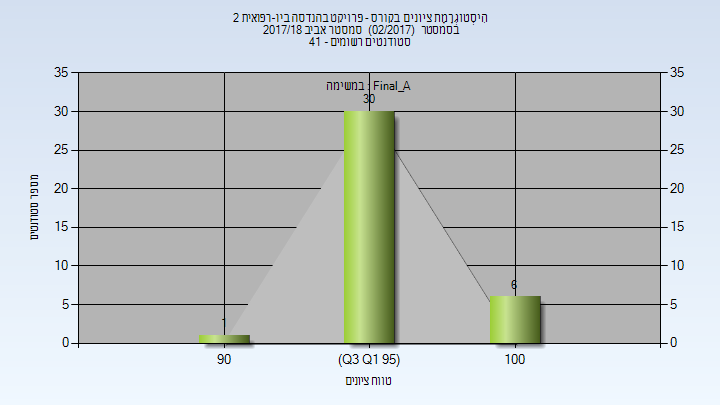 היסטוגרמת ציונים בקורס - פרויקט בהנדסה ביו-רפואית 2
בסמסטר (02/2017) סמסטר אביב 2017/18
סטודנטים רשומים - 41
במשימה : Final_A
35 35
30 30
25 25
20 20
15 15
10 10
5 5
0 0
30
6
1
מספר סטודנטים
90 (Q3 Q1 95) 100
טווח ציונים